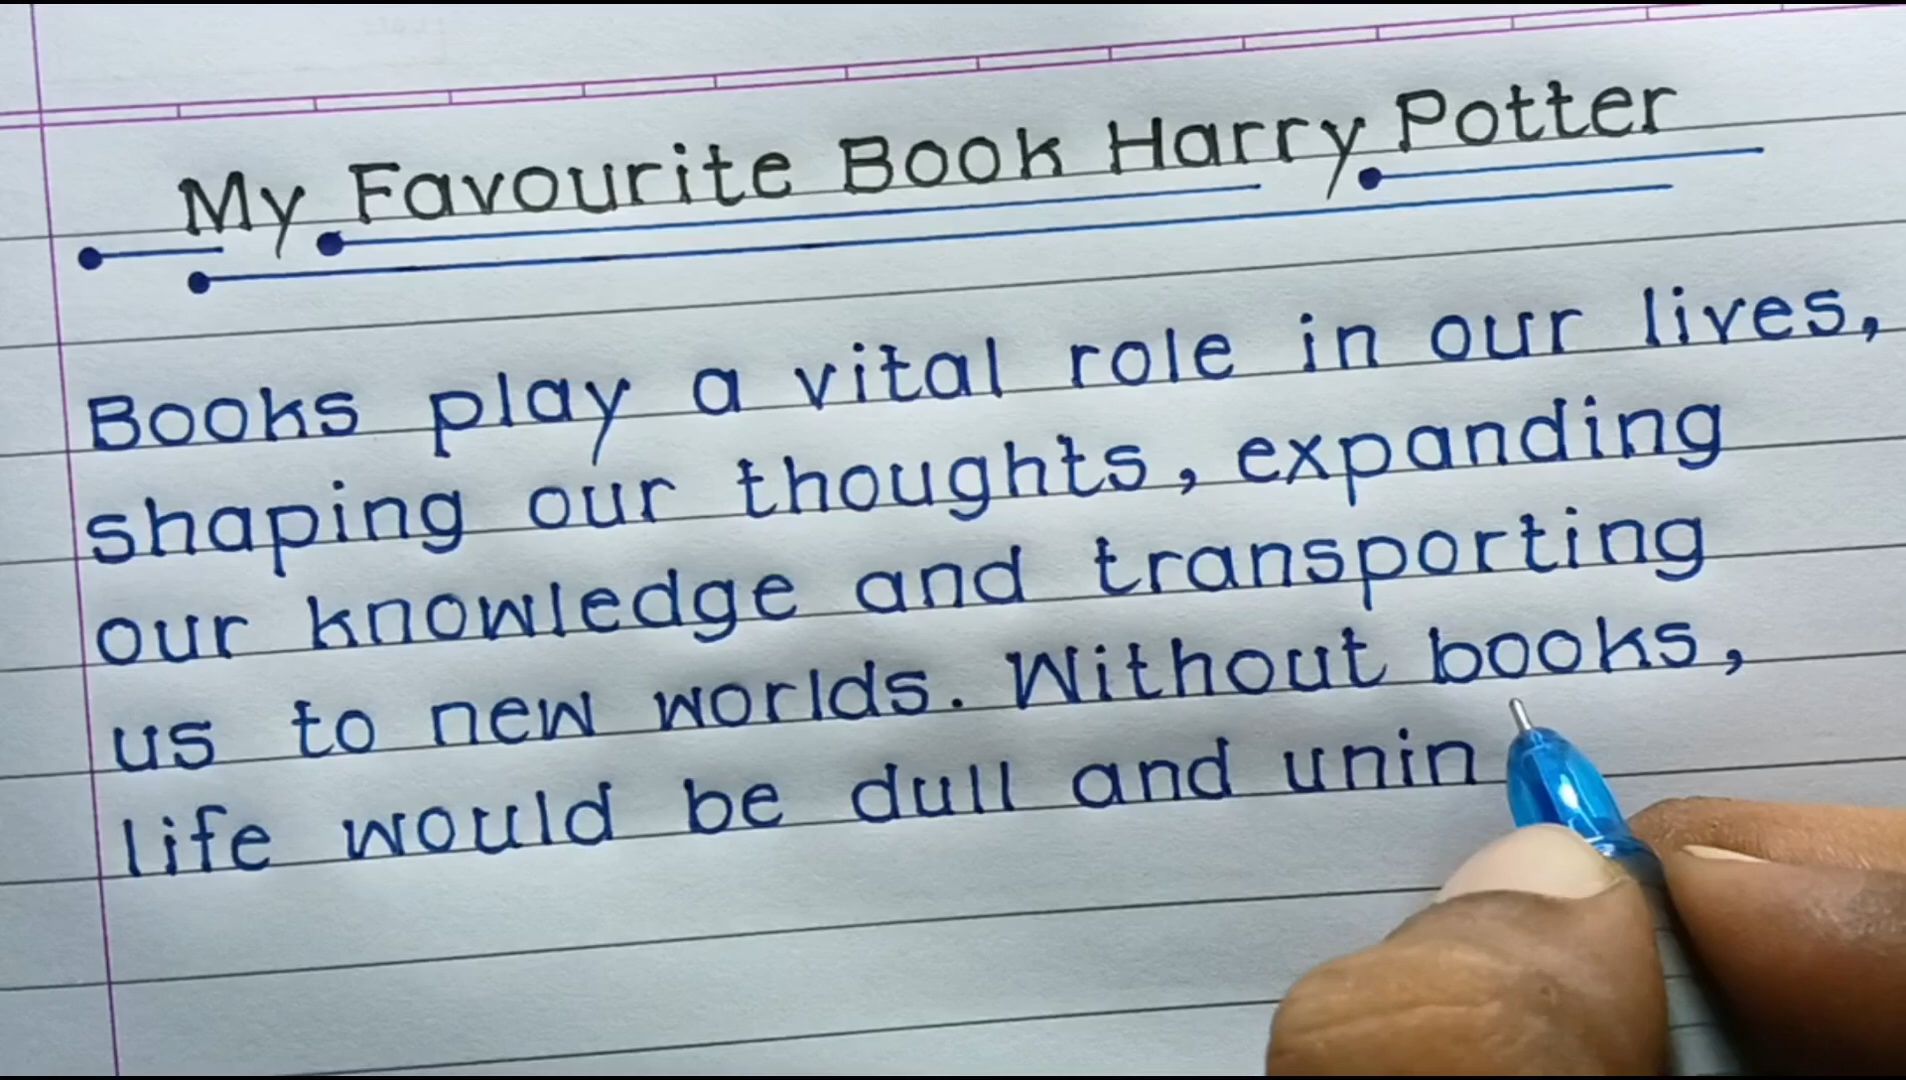 My Favourite Book Harry Potter
Books play a vital role in our lives,
shaping our thoughts, expanding
our knowledge and transporting
us to new worlds. Without books,
life would be dull and unin